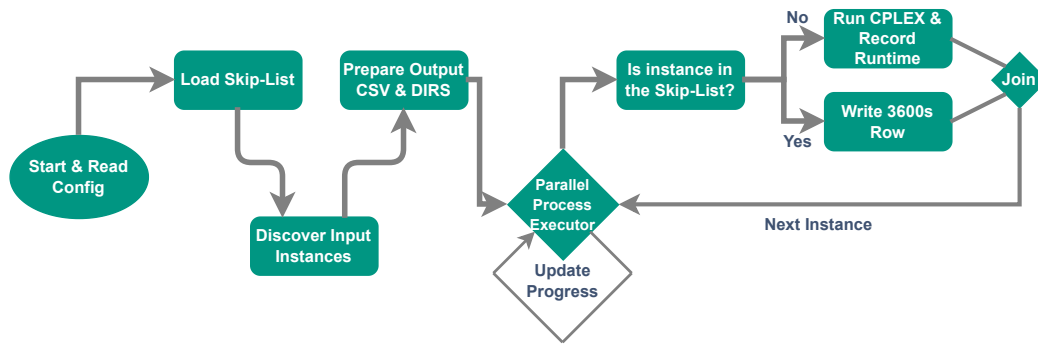 Start & Read
Config
Load Skip-List
Discover Input
Instances
Prepare Output
CSV & DIRS
Parallel
Process
Executor
Update
Progress
Is instance in
the Skip-List?
No
Run CPLEX &
Record
Runtime
Yes
Write 3600s
Row
Join
Next Instance